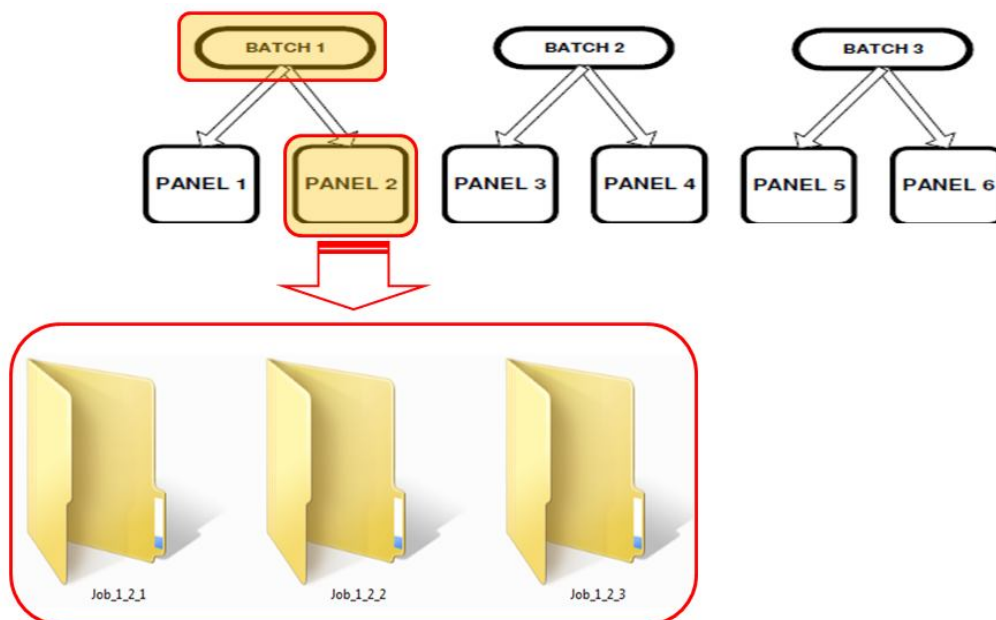 BATCH 1
BATCH 2
BATCH 3
PANEL 1
PANEL 2
PANEL 3
PANEL 4
PANEL 5
PANEL 6
Job_1_2_1
Job_1_2_2
Job_1_2_3